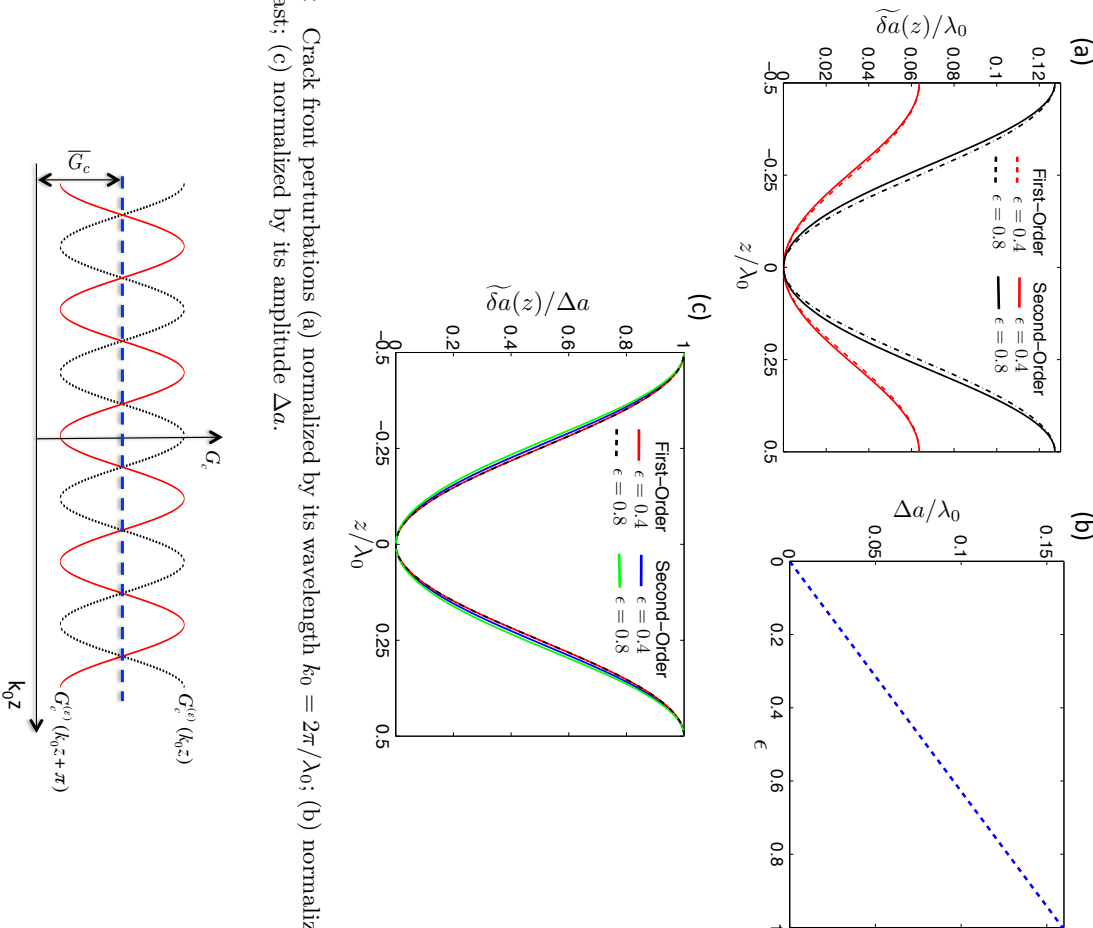 (a)
δa(z)/λ₀
0.12
0.1
0.08
0.06
0.04
0.02
0
−0.5
−0.25
0
0.25
0.5
z/λ₀
First−Order
Second−Order
ϵ = 0.4
ϵ = 0.4
ϵ = 0.8
ϵ = 0.8
(b)
Δa/λ₀
0.15
0.1
0.05
0
0
0.2
0.4
0.6
0.8
1
ϵ
(c)
δa(z)/Δa
1
0.8
0.6
0.4
0.2
0
−0.5
−0.25
0
0.25
0.5
z/λ₀
First−Order
Second−Order
ϵ = 0.4
ϵ = 0.4
ϵ = 0.8
ϵ = 0.8
: Crack front perturbations (a) normalized by its wavelength k₀ = 2π/λ₀; (b) normaliz
ast; (c) normalized by its amplitude Δa.
G_c
G_c
G_c^(ε) (k₀z)
G_c^(ε) (k₀z + π)
k₀z